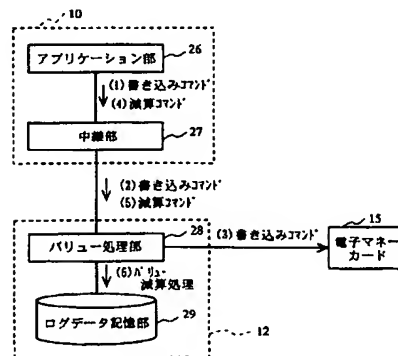 10
アプリケーション部
26
(1)書き込みコマンド
(4)減算コマンド
中継部
27
(2)書き込みコマンド
(5)減算コマンド
28
バリュー処理部
(3)書き込みコマンド
15
電子マネー
カード
(6)バリュー
減算処理
ログデータ記憶部
29
12